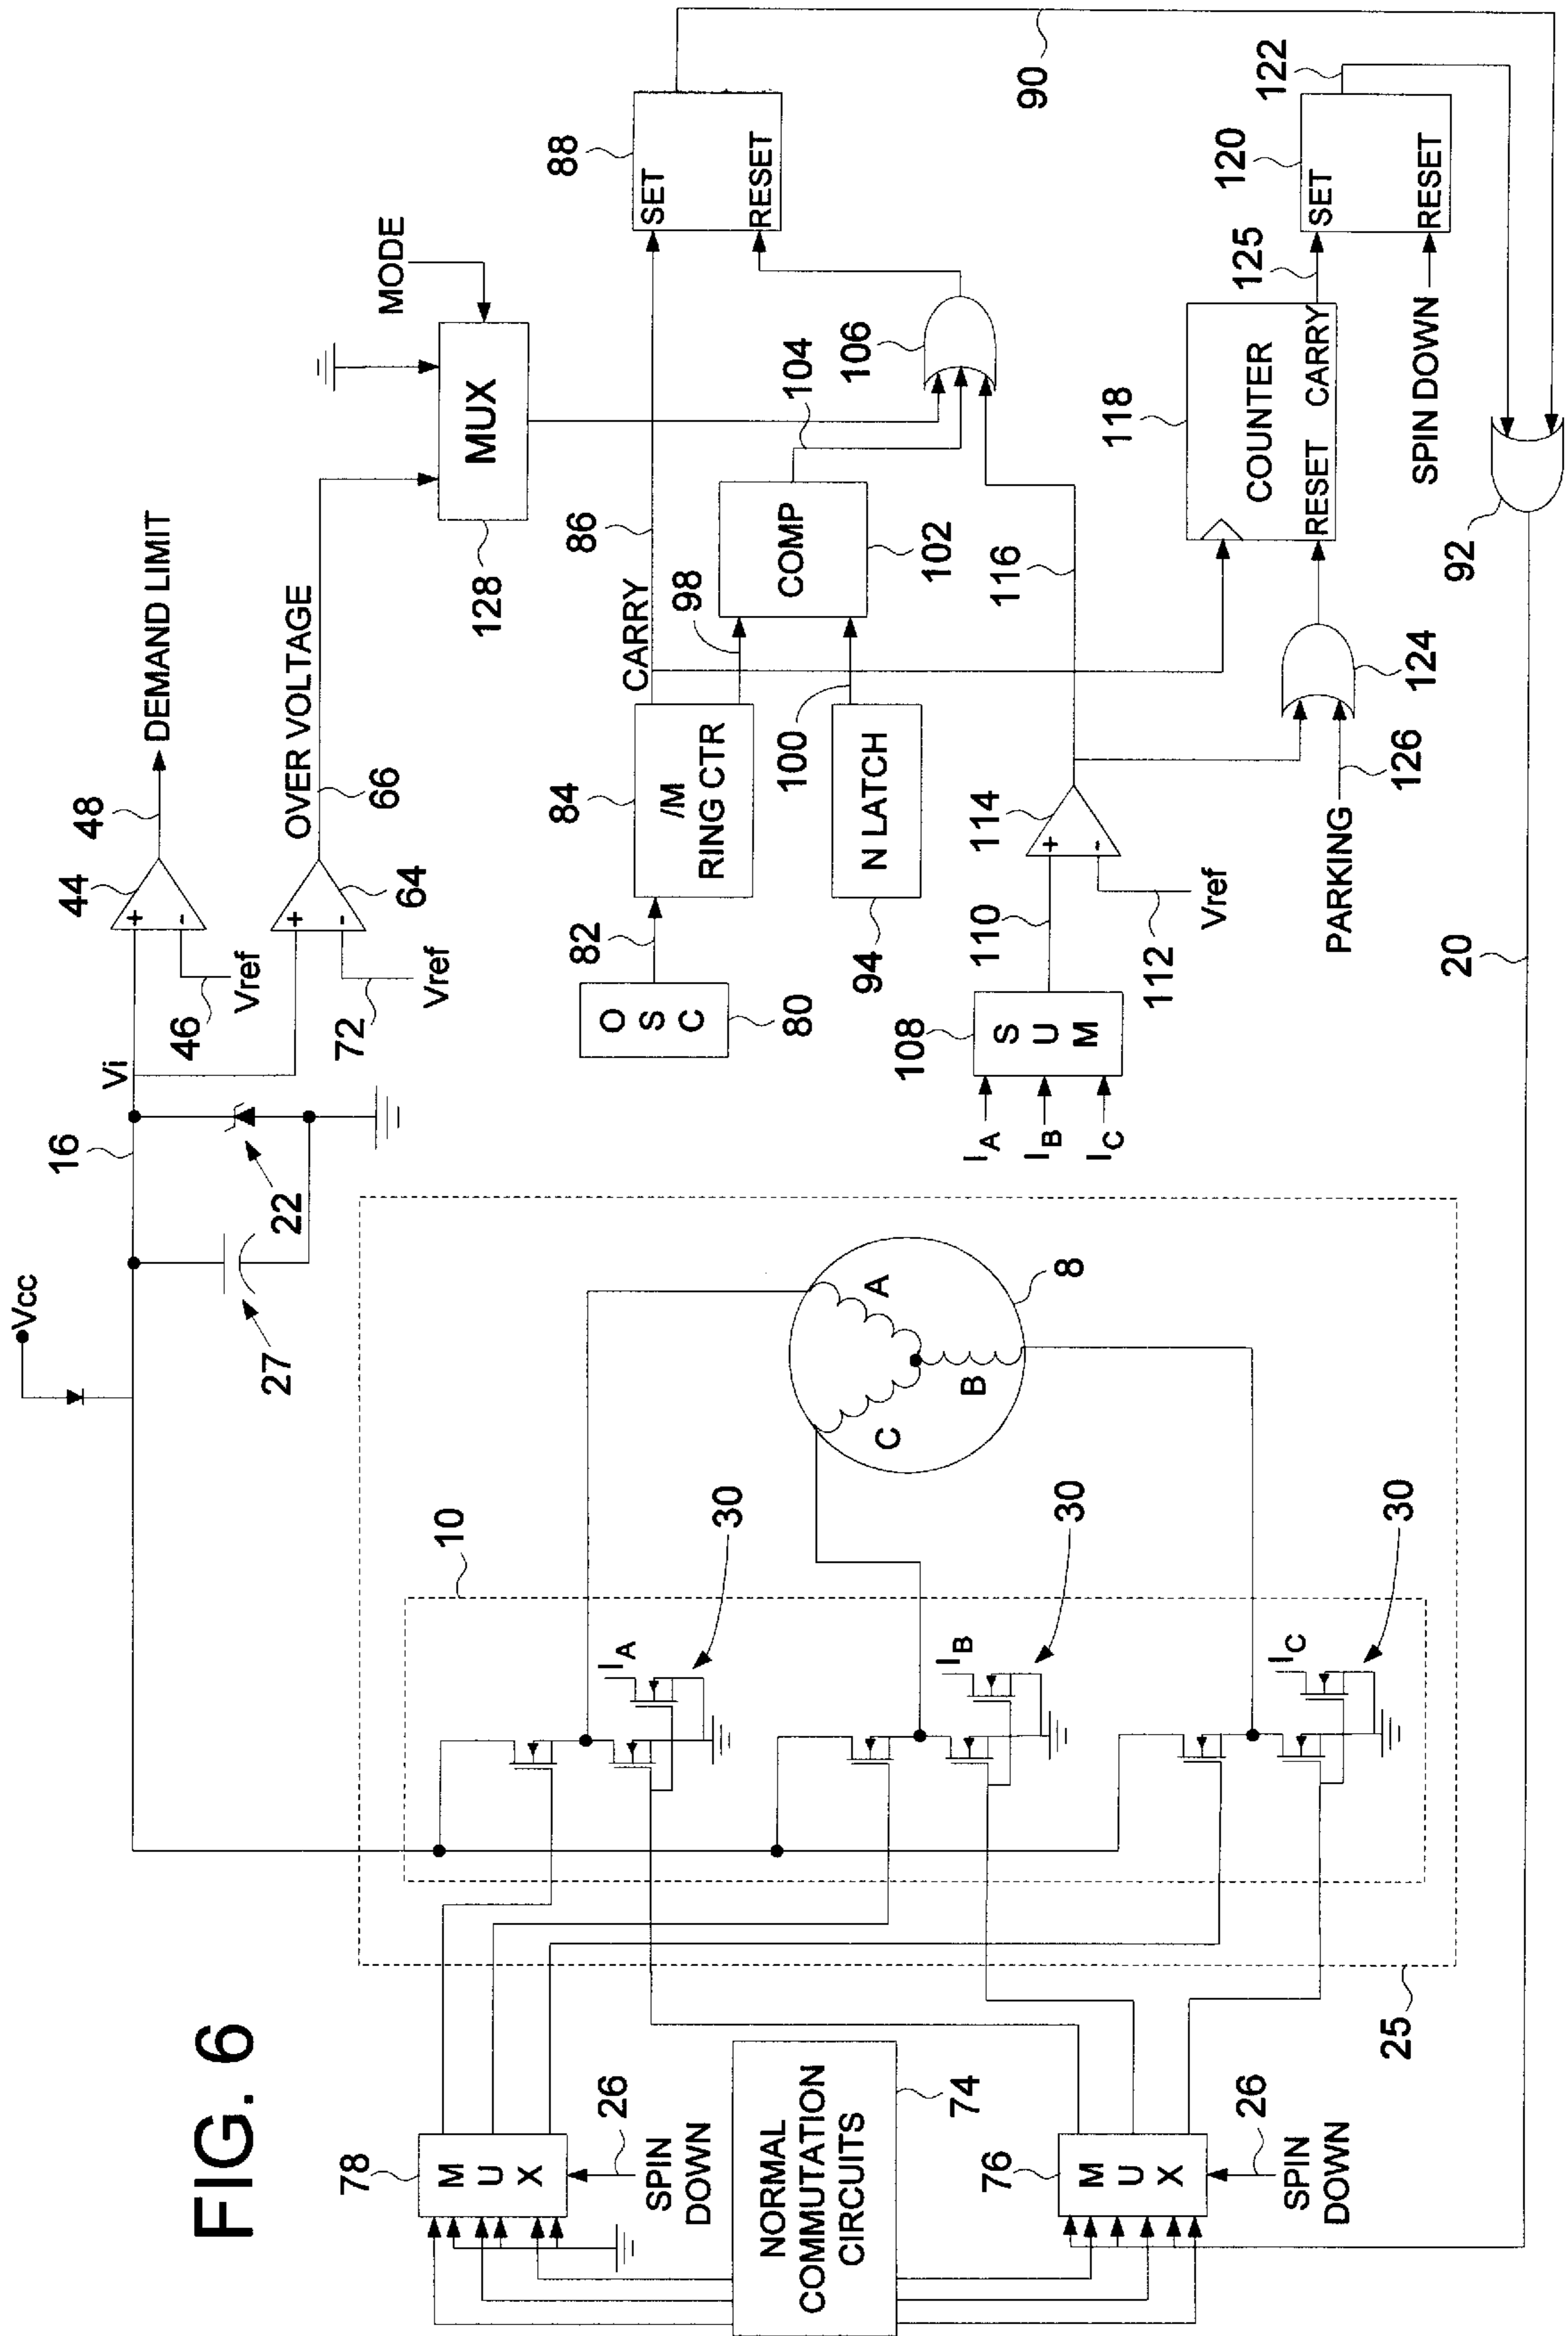 FIG. 6
Vcc
16
Vi
27
22
44
48
DEMAND LIMIT
+
-
46
Vref
64
66
OVER VOLTAGE
+
-
72
Vref
MODE
MUX
128
88
SET
RESET
90
OSC
80
82
84
/M
RING CTR
CARRY
86
98
N LATCH
94
100
COMP
102
104
106
108
SUM
IA
IB
IC
110
112
Vref
114
+
-
116
118
COUNTER
RESET
CARRY
125
120
SET
RESET
122
SPIN DOWN
PARKING
126
124
92
20
10
30
IA
30
IB
30
IC
A
B
C
8
25
78
MUX
26
SPIN
DOWN
NORMAL
COMMUTATION
CIRCUITS
74
76
MUX
26
SPIN
DOWN